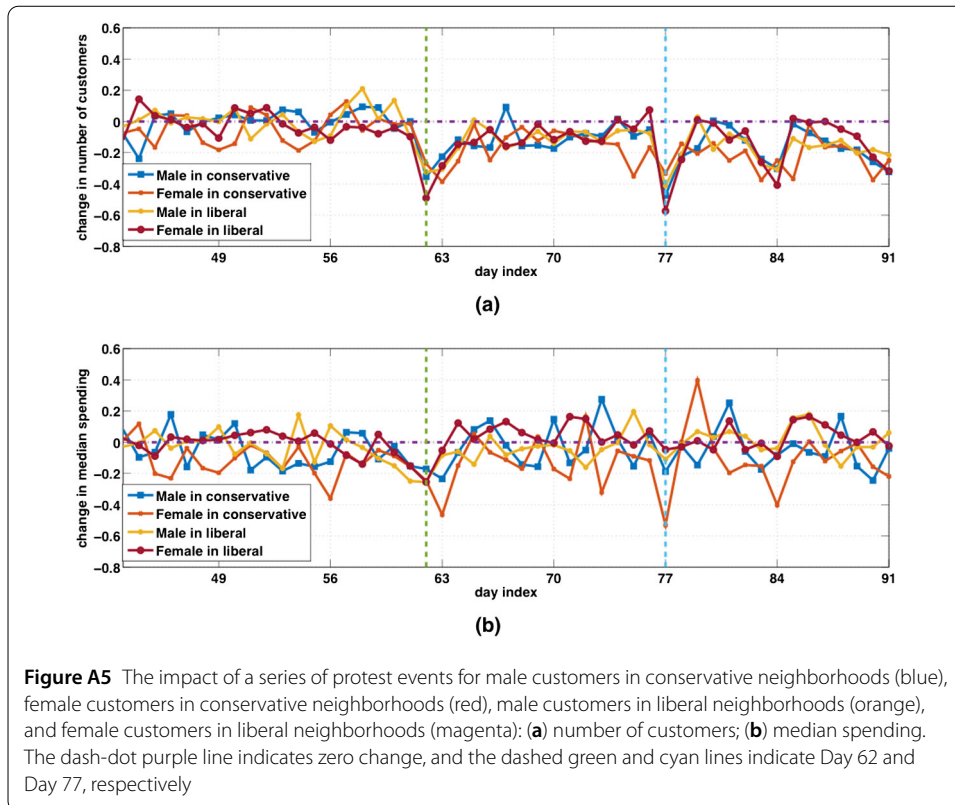 0.6
0.4
0.2
0
−0.2
−0.4
−0.6
−0.8
change in number of customers
Male in conservative
Female in conservative
Male in liberal
Female in liberal
49 56 63 70 77 84 91
day index
(a)
0.6
0.4
0.2
0
−0.2
−0.4
−0.6
−0.8
change in median spending
Male in conservative
Female in conservative
Male in liberal
Female in liberal
49 56 63 70 77 84 91
day index
(b)
Figure A5 The impact of a series of protest events for male customers in conservative neighborhoods (blue),
female customers in conservative neighborhoods (red), male customers in liberal neighborhoods (orange),
and female customers in liberal neighborhoods (magenta): (a) number of customers; (b) median spending.
The dash-dot purple line indicates zero change, and the dashed green and cyan lines indicate Day 62 and
Day 77, respectively